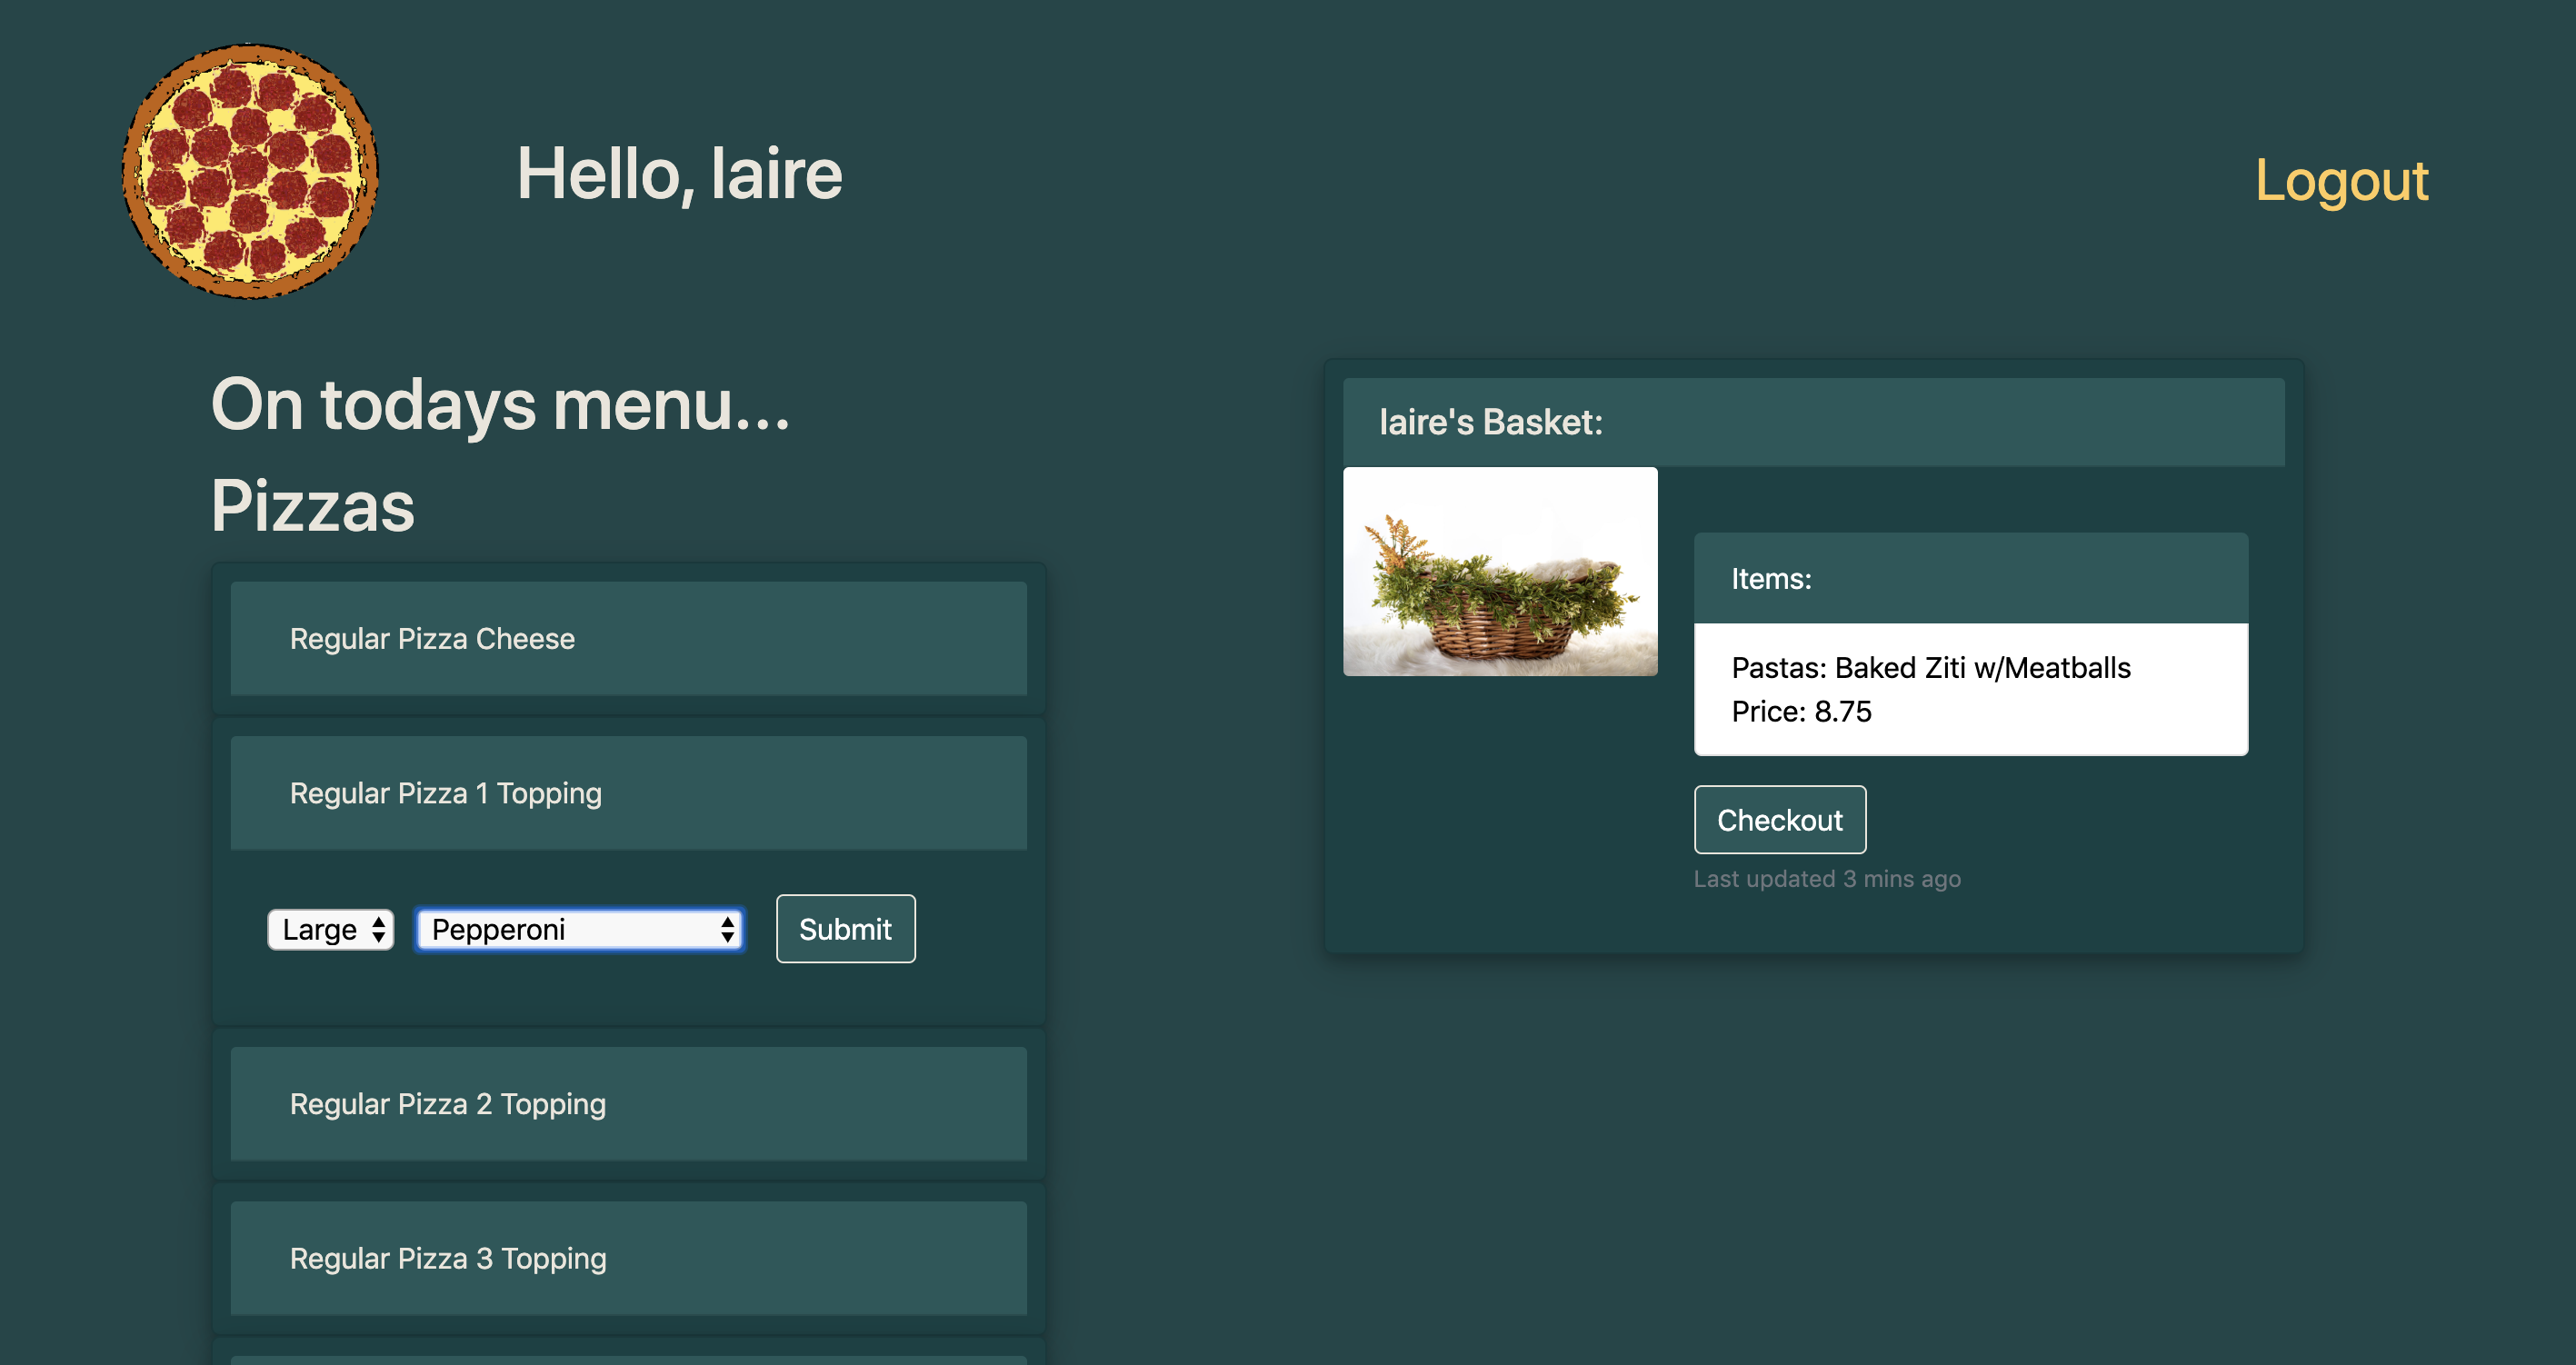 Hello, laire
Logout
On todays menu...
Pizzas
Regular Pizza Cheese
Regular Pizza 1 Topping
Large
Pepperoni
Submit
Regular Pizza 2 Topping
Regular Pizza 3 Topping
laire's Basket:
Items:
Pastas: Baked Ziti w/Meatballs
Price: 8.75
Checkout
Last updated 3 mins ago